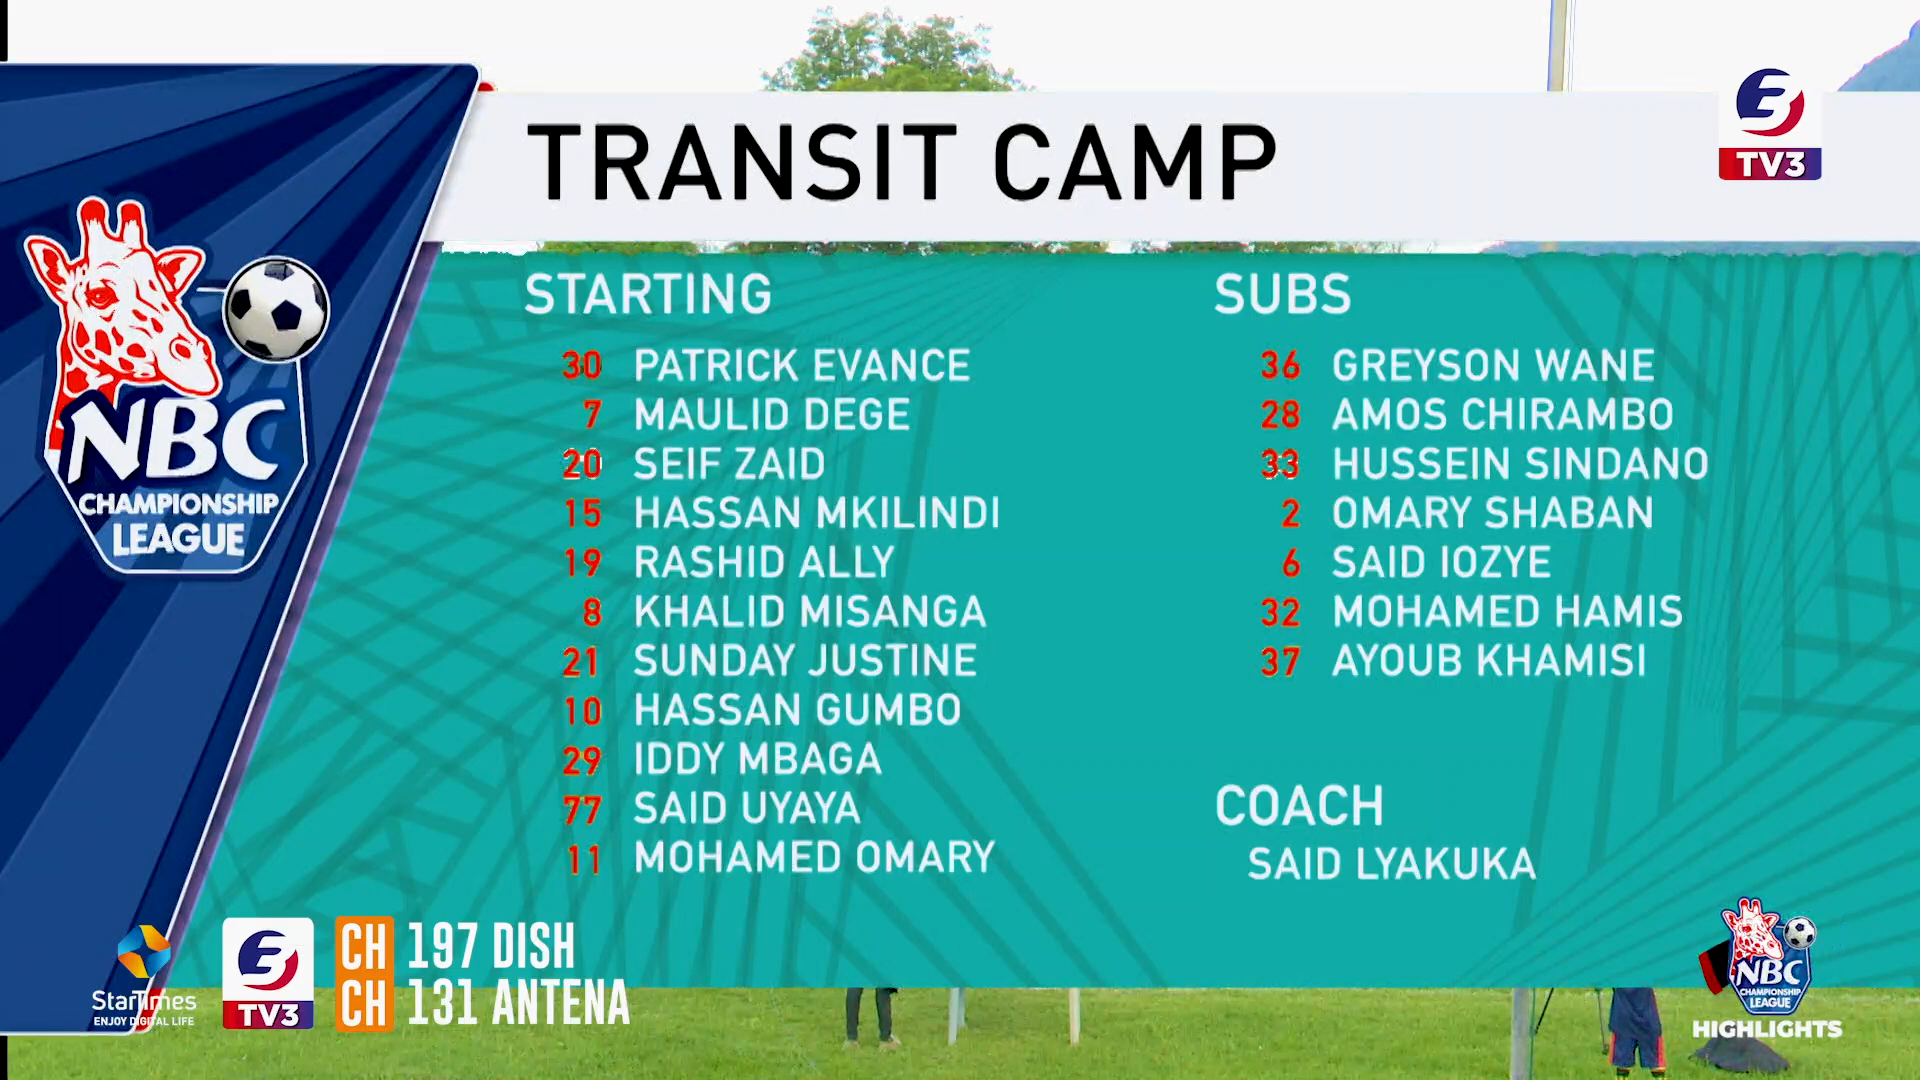 TRANSIT CAMP
TV3
NBC
CHAMPIONSHIP
LEAGUE
STARTING
30 PATRICK EVANCE
7 MAULID DEGE
20 SEIF ZAID
15 HASSAN MKILINDI
19 RASHID ALLY
8 KHALID MISANGA
21 SUNDAY JUSTINE
10 HASSAN GUMBO
29 IDDY MBAGA
77 SAID UYAYA
11 MOHAMED OMARY
SUBS
36 GREYSON WANE
28 AMOS CHIRAMBO
33 HUSSEIN SINDANO
2 OMARY SHABAN
6 SAID IOZYE
32 MOHAMED HAMIS
37 AYOUB KHAMISI
COACH
SAID LYAKUKA
StarTimes
ENJOY DIGITAL LIFE
TV3
CH 197 DISH
CH 131 ANTENA
NBC
CHAMPIONSHIP
LEAGUE
HIGHLIGHTS